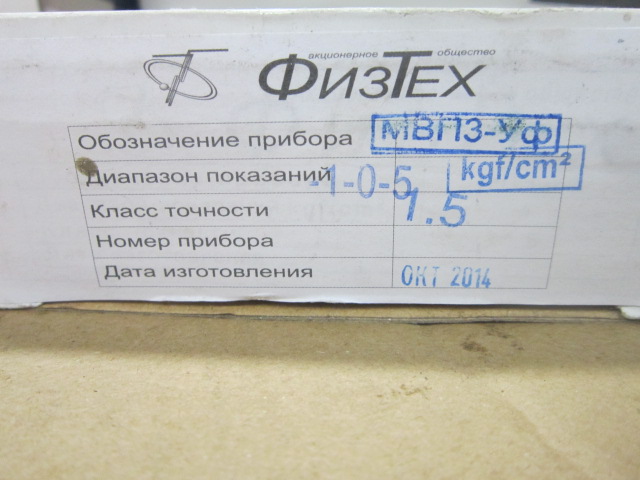 акционерное общество
ФизТех
Обозначение прибора МВП3-Уф
Диапазон показаний -1-0-5 kgf/cm²
Класс точности 1.5
Номер прибора
Дата изготовления ОКТ 2014